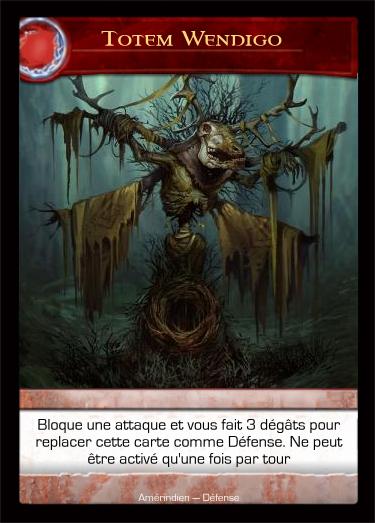 Totem Wendigo
Bloque une attaque et vous fait 3 dégâts pour
replacer cette carte comme Défense. Ne peut
être activé qu'une fois par tour
Amérindien — Défense